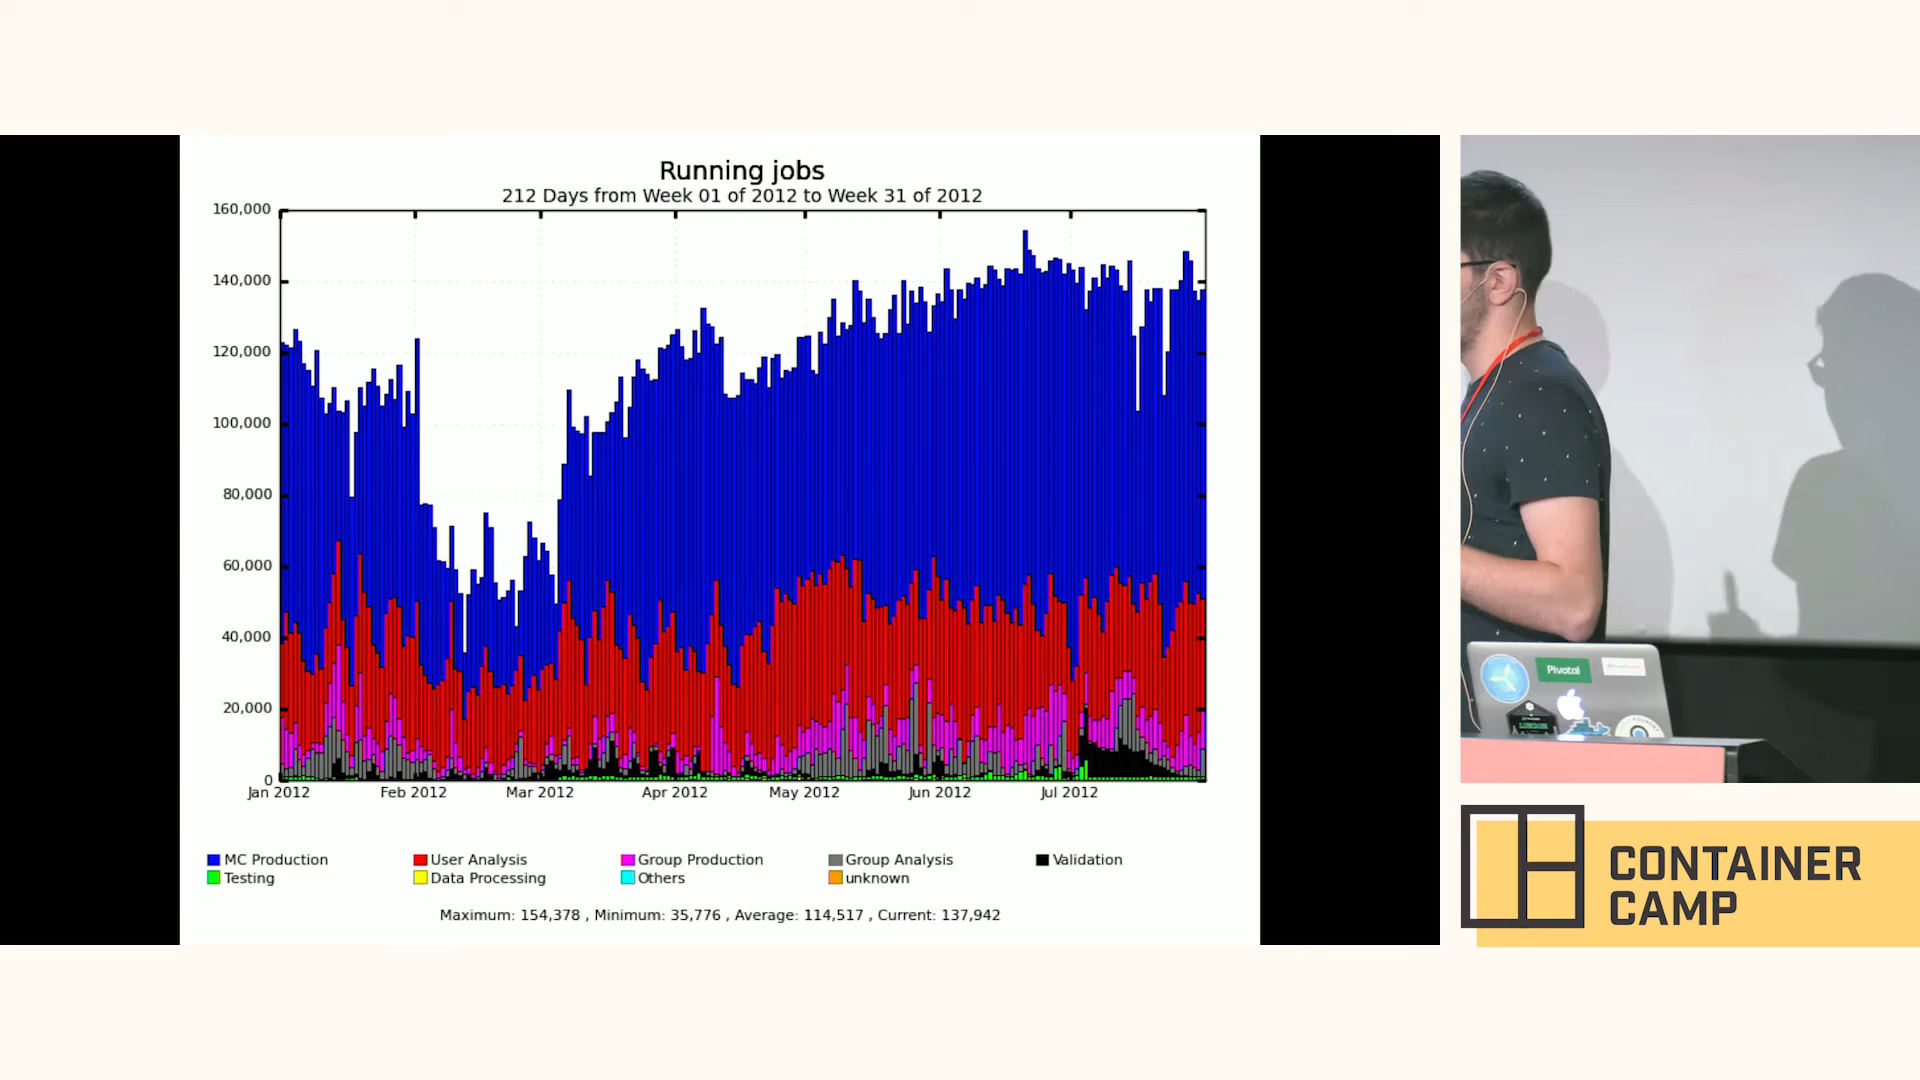 Running jobs
212 Days from Week 01 of 2012 to Week 31 of 2012
160,000
140,000
120,000
100,000
80,000
60,000
40,000
20,000
0
Jan 2012 Feb 2012 Mar 2012 Apr 2012 May 2012 Jun 2012 Jul 2012
MC Production User Analysis Group Production Group Analysis Validation
Testing Data Processing Others unknown
Maximum: 154,378 , Minimum: 35,776 , Average: 114,517 , Current: 137,942
Pivotal
LONDON
CONTAINER
CAMP